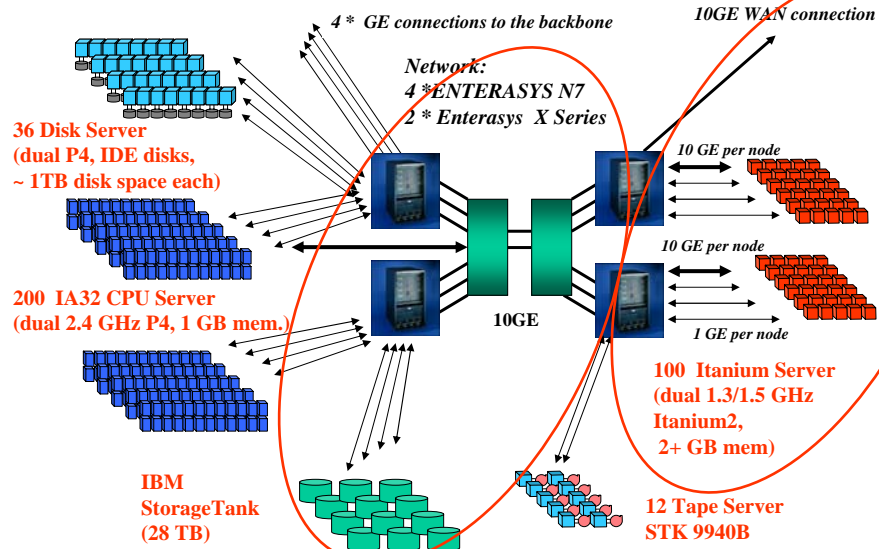 4 *  GE connections to the backbone
10GE WAN connection
Network:
4 *ENTERASYS N7
2 * Enterasys  X Series
36 Disk Server
(dual P4, IDE disks,
~ 1TB disk space each)
10 GE per node
10 GE per node
200  IA32 CPU Server
(dual 2.4 GHz P4, 1 GB mem.)
10GE
1 GE per node
100  Itanium Server
(dual 1.3/1.5 GHz
Itanium2,
2+ GB mem)
IBM
StorageTank
(28 TB)
12 Tape Server
STK 9940B